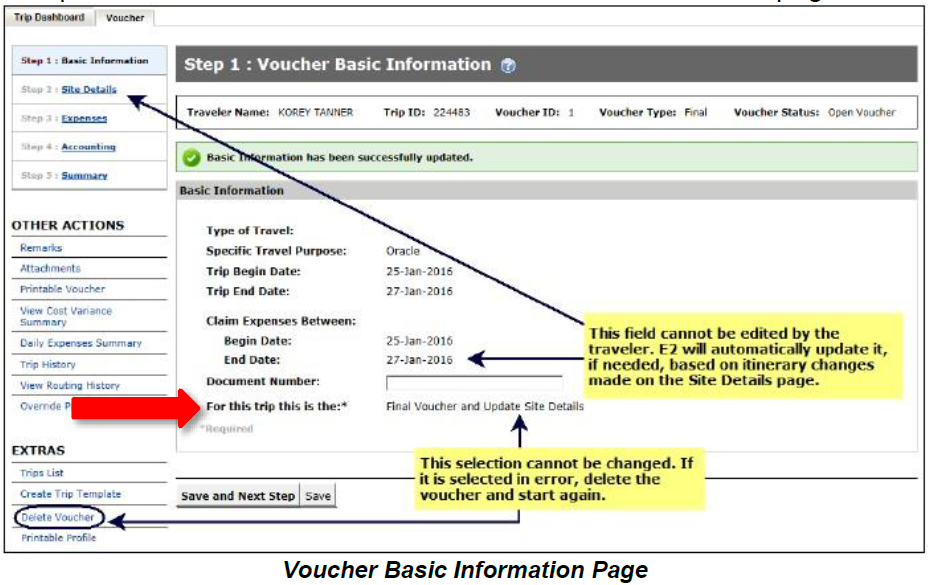 Trip Dashboard Voucher
Step 1 : Basic Information
Step 2 : Site Details
Step 3 : Expenses
Step 4 : Accounting
Step 5 : Summary
OTHER ACTIONS
Remarks
Attachments
Printable Voucher
View Cost Variance
Summary
Daily Expenses Summary
Trip History
View Routing History
Override P
EXTRAS
Trips List
Create Trip Template
Delete Voucher
Printable Profile
Step 1 : Voucher Basic Information
Traveler Name: KOREY TANNER Trip ID: 224483 Voucher ID: 1 Voucher Type: Final Voucher Status: Open Voucher
Basic Information has been successfully updated.
Basic Information
Type of Travel:
Specific Travel Purpose: Oracle
Trip Begin Date: 25-Jan-2016
Trip End Date: 27-Jan-2016
Claim Expenses Between:
Begin Date: 25-Jan-2016
End Date: 27-Jan-2016
Document Number:
For this trip this is the:* Final Voucher and Update Site Details
*Required
This field cannot be edited by the
traveler. E2 will automatically update it,
if needed, based on itinerary changes
made on the Site Details page.
This selection cannot be changed. If
it is selected in error, delete the
voucher and start again.
Save and Next Step Save
Voucher Basic Information Page